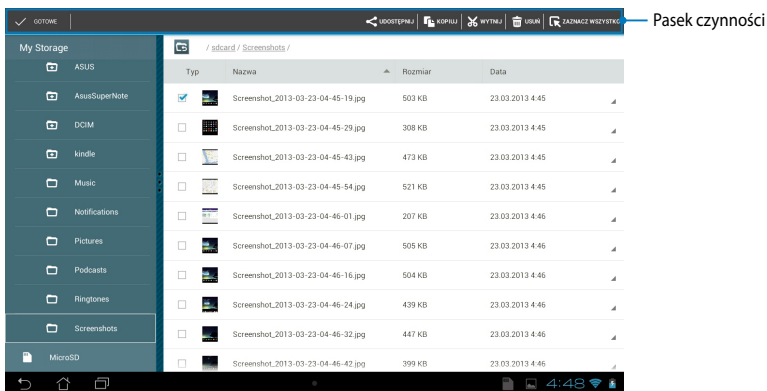 GOTOWE UDOSTĘPNIJ KOPIUJ WYTNIJ USUŃ ZAZNACZ WSZYSTKO Pasek czynności
My Storage / sdcard / Screenshots /
ASUS Typ Nazwa Rozmiar Data
AsusSuperNote Screenshot_2013-03-23-04-45-19.jpg 503 KB 23.03.2013 4:45
DCIM Screenshot_2013-03-23-04-45-29.jpg 308 KB 23.03.2013 4:45
kindle Screenshot_2013-03-23-04-45-43.jpg 473 KB 23.03.2013 4:45
Music Screenshot_2013-03-23-04-45-54.jpg 521 KB 23.03.2013 4:45
Notifications Screenshot_2013-03-23-04-46-01.jpg 207 KB 23.03.2013 4:46
Pictures Screenshot_2013-03-23-04-46-07.jpg 505 KB 23.03.2013 4:46
Podcasts Screenshot_2013-03-23-04-46-16.jpg 504 KB 23.03.2013 4:46
Ringtones Screenshot_2013-03-23-04-46-24.jpg 439 KB 23.03.2013 4:46
Screenshots Screenshot_2013-03-23-04-46-32.jpg 447 KB 23.03.2013 4:46
MicroSD Screenshot_2013-03-23-04-46-42.jpg 399 KB 23.03.2013 4:46
4:48